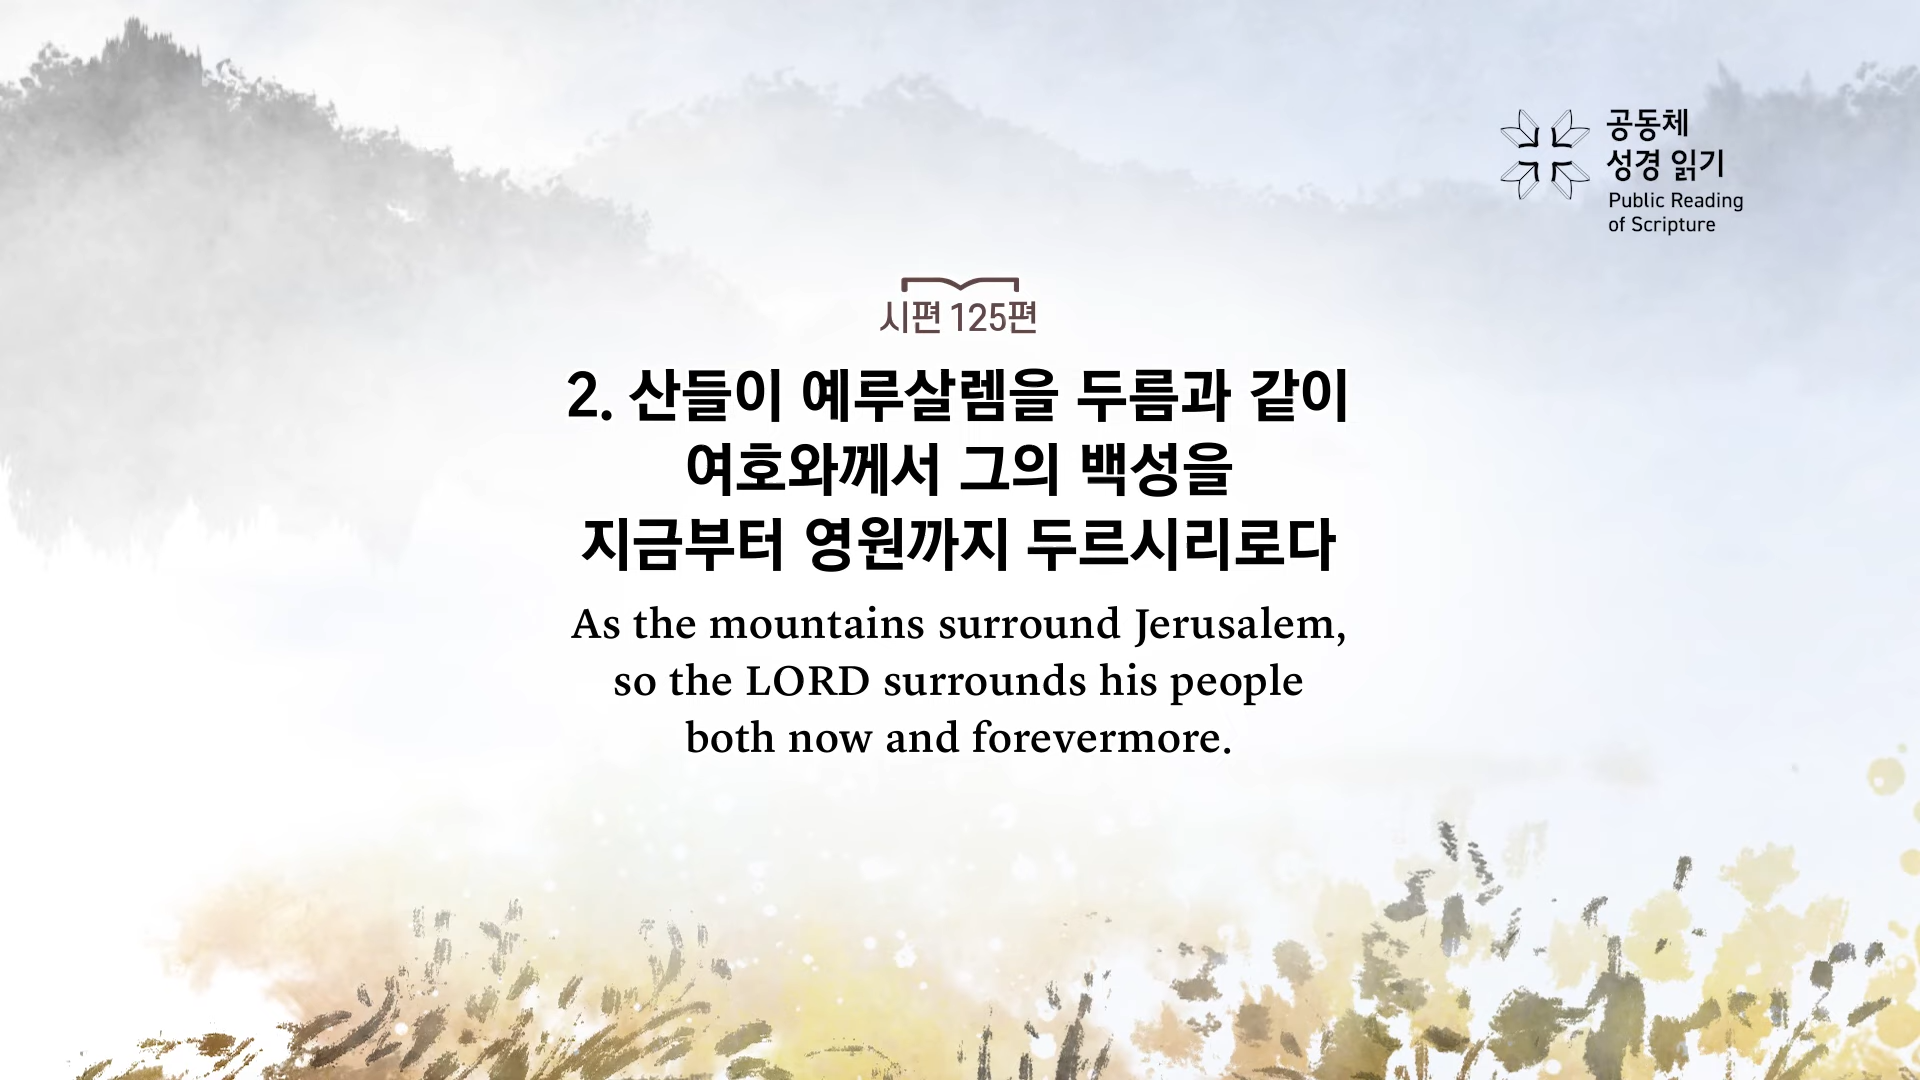 공동체
성경 읽기
Public Reading
of Scripture
시편 125편
2. 산들이 예루살렘을 두름과 같이
여호와께서 그의 백성을
지금부터 영원까지 두르시리로다
As the mountains surround Jerusalem,
so the LORD surrounds his people
both now and forevermore.